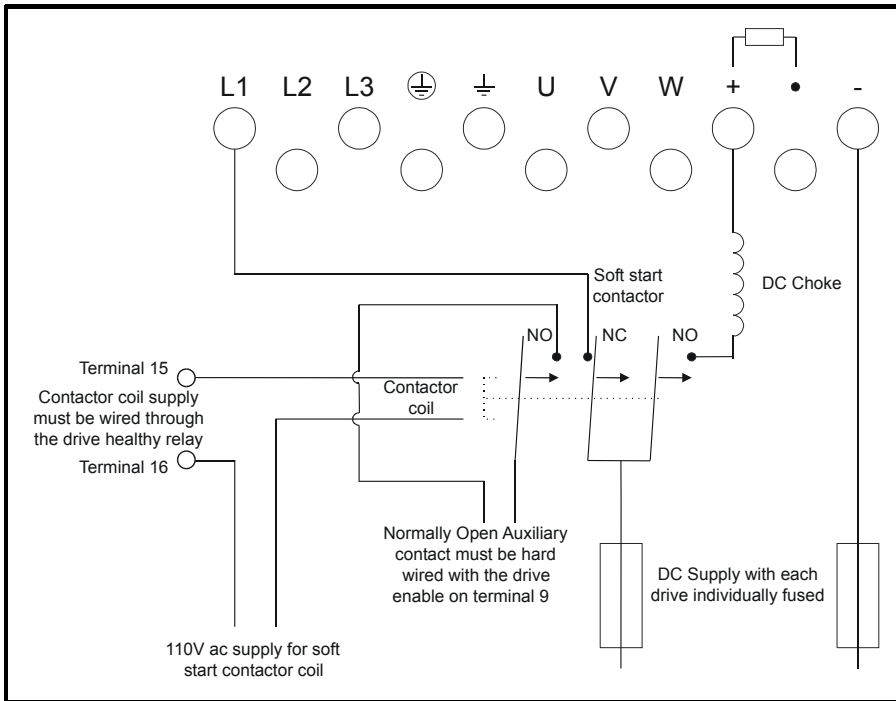 L1 L2 L3 U V W + • -
Soft start
contactor
DC Choke
NO NC NO
Terminal 15
Contactor coil supply
must be wired through
the drive healthy relay
Terminal 16
Contactor
coil
Normally Open Auxiliary
contact must be hard
wired with the drive
enable on terminal 9
DC Supply with each
drive individually fused
110V ac supply for soft
start contactor coil